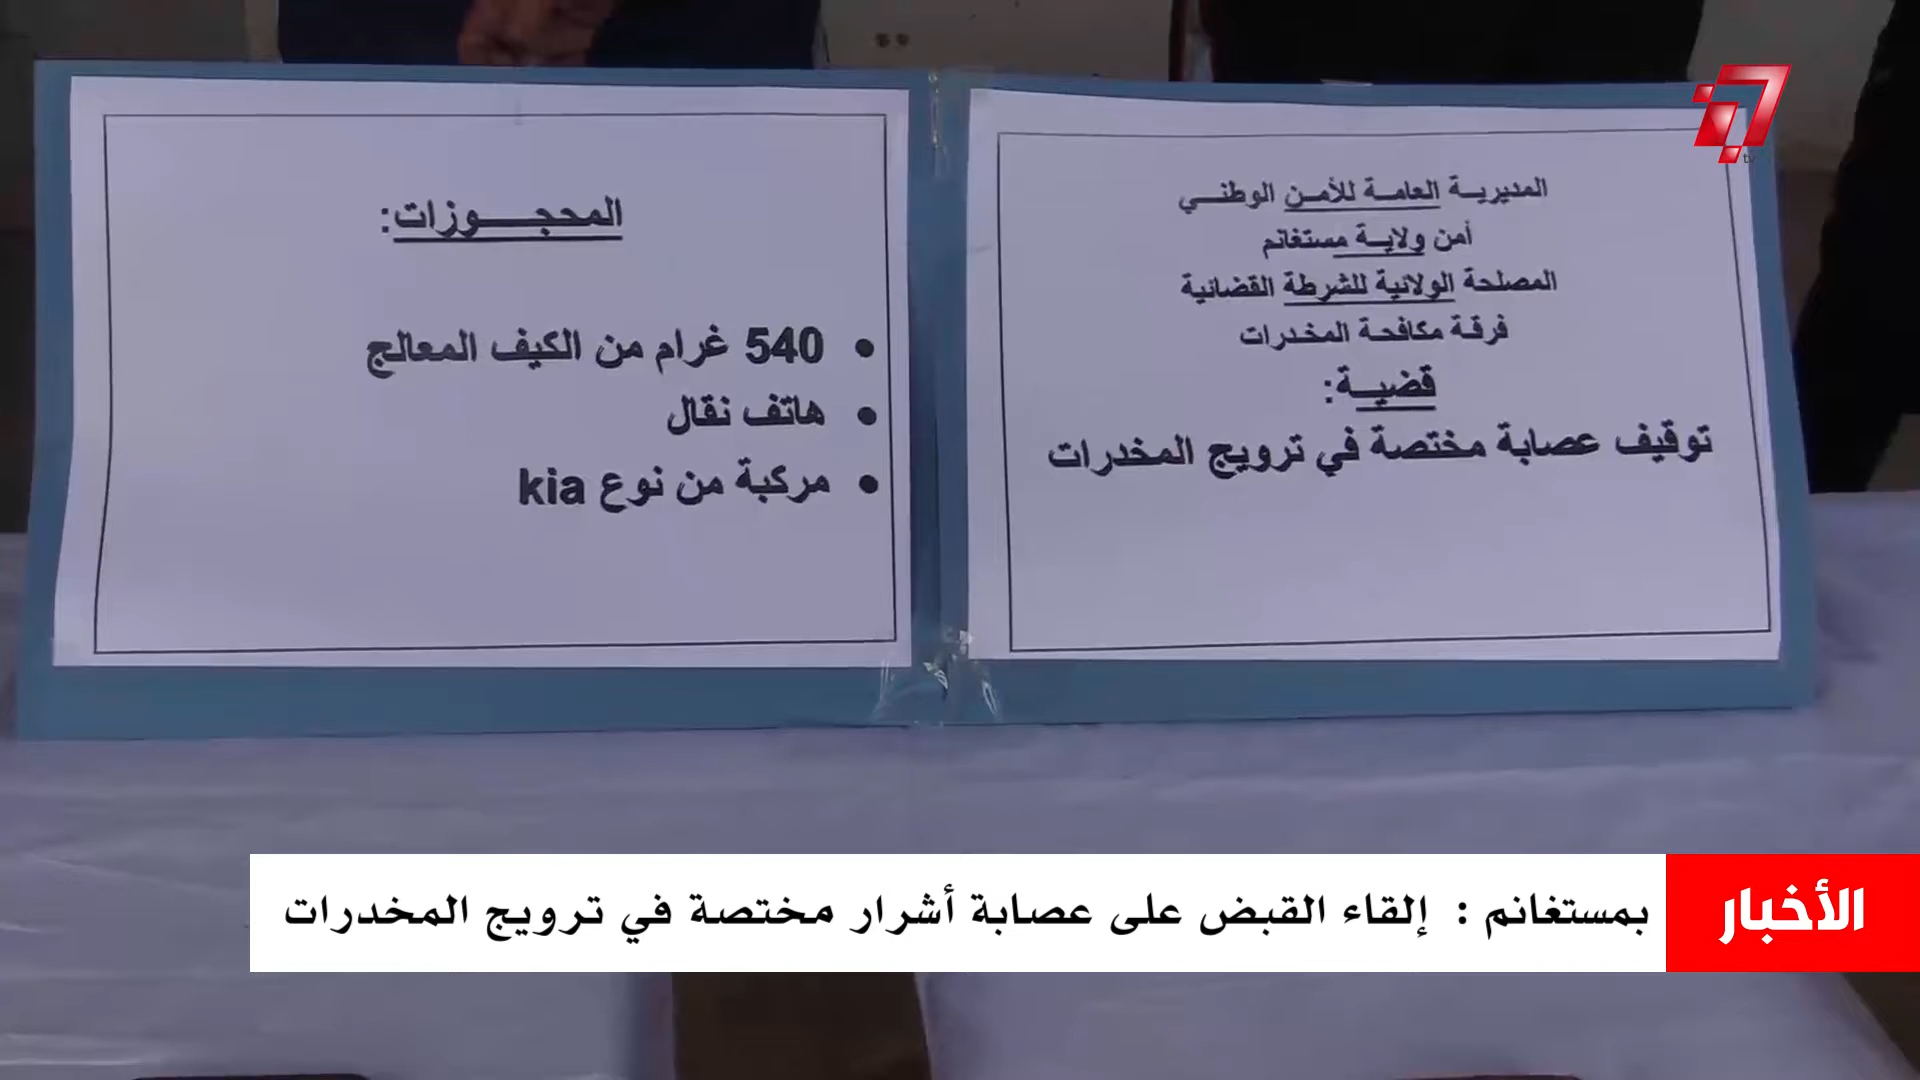 المديريـة العامـة للأمـن الوطنـي
أمن ولايـة مستغانم
المصلحة الولائية للشرطة القضائية
فرقة مكافحة المخدرات
قضيـة:
توقيف عصابة مختصة في ترويج المخدرات
المحجـــوزات:
• 540 غرام من الكيف المعالج
• هاتف نقال
• مركبة من نوع kia
tv
الأخبار
بمستغانم : إلقاء القبض على عصابة أشرار مختصة في ترويج المخدرات